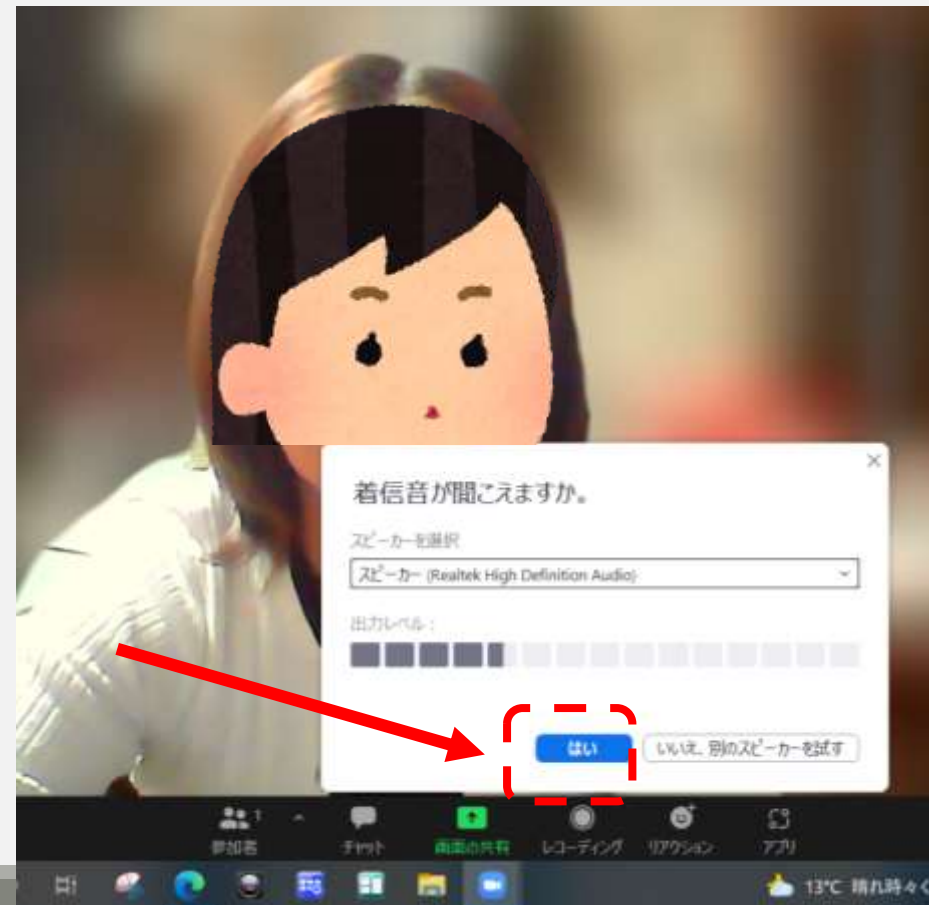 着信音が聞こえますか。
スピーカーを選択
スピーカー (Realtek High Definition Audio)
出力レベル :
はい
いいえ、別のスピーカーを試す
1
参加者
チャット
画面の共有
レコーディング
リアクション
アプリ
13°C 晴れ時々く